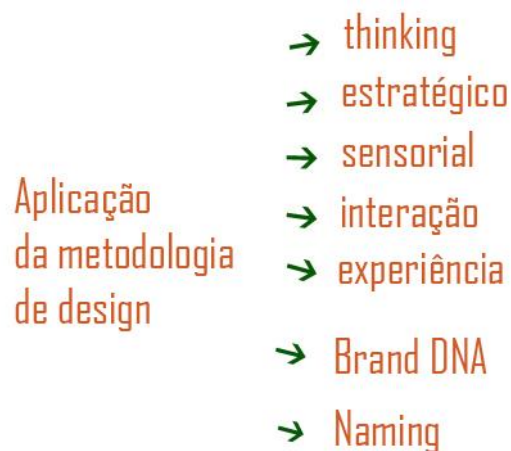 Aplicação
da metodologia
de design
thinking
estratégico
sensorial
interação
experiência
Brand DNA
Naming